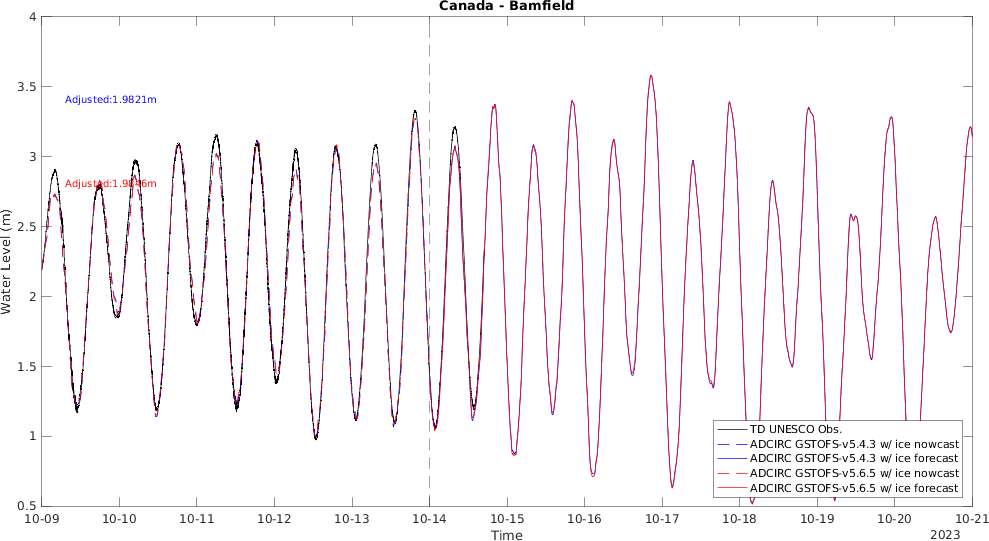 Canada - Bamfield
4
3.5
3
2.5
2
1.5
1
0.5
Water Level (m)
Adjusted:1.9821m
Adjusted:1.9846m
TD UNESCO Obs.
ADCIRC GSTOFS-v5.4.3 w/ ice nowcast
ADCIRC GSTOFS-v5.4.3 w/ ice forecast
ADCIRC GSTOFS-v5.6.5 w/ ice nowcast
ADCIRC GSTOFS-v5.6.5 w/ ice forecast
10-09 10-10 10-11 10-12 10-13 10-14 10-15 10-16 10-17 10-18 10-19 10-20 10-21
Time
2023